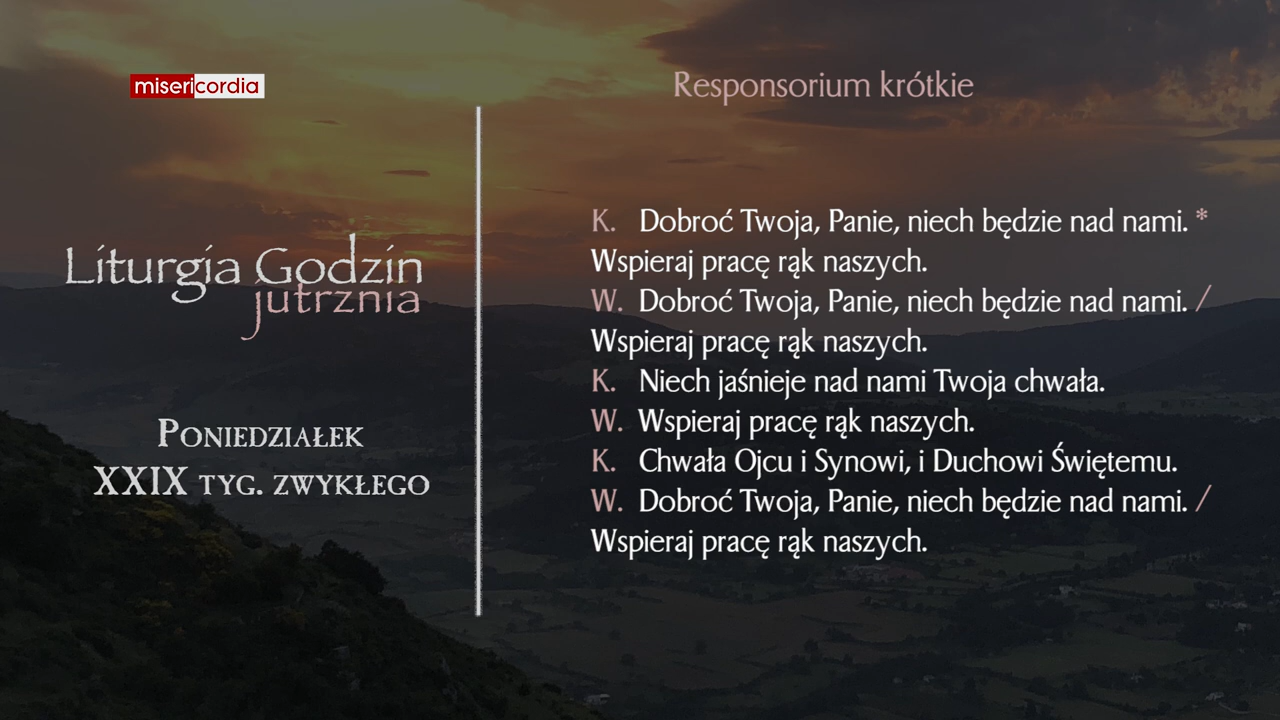 misericordia
Liturgia Godzin
jutrznia
Poniedziałek
XXIX tyg. zwykłego
Responsorium krótkie
K. Dobroć Twoja, Panie, niech będzie nad nami. *
Wspieraj pracę rąk naszych.
W. Dobroć Twoja, Panie, niech będzie nad nami. /
Wspieraj pracę rąk naszych.
K. Niech jaśnieje nad nami Twoja chwała.
W. Wspieraj pracę rąk naszych.
K. Chwała Ojcu i Synowi, i Duchowi Świętemu.
W. Dobroć Twoja, Panie, niech będzie nad nami. /
Wspieraj pracę rąk naszych.